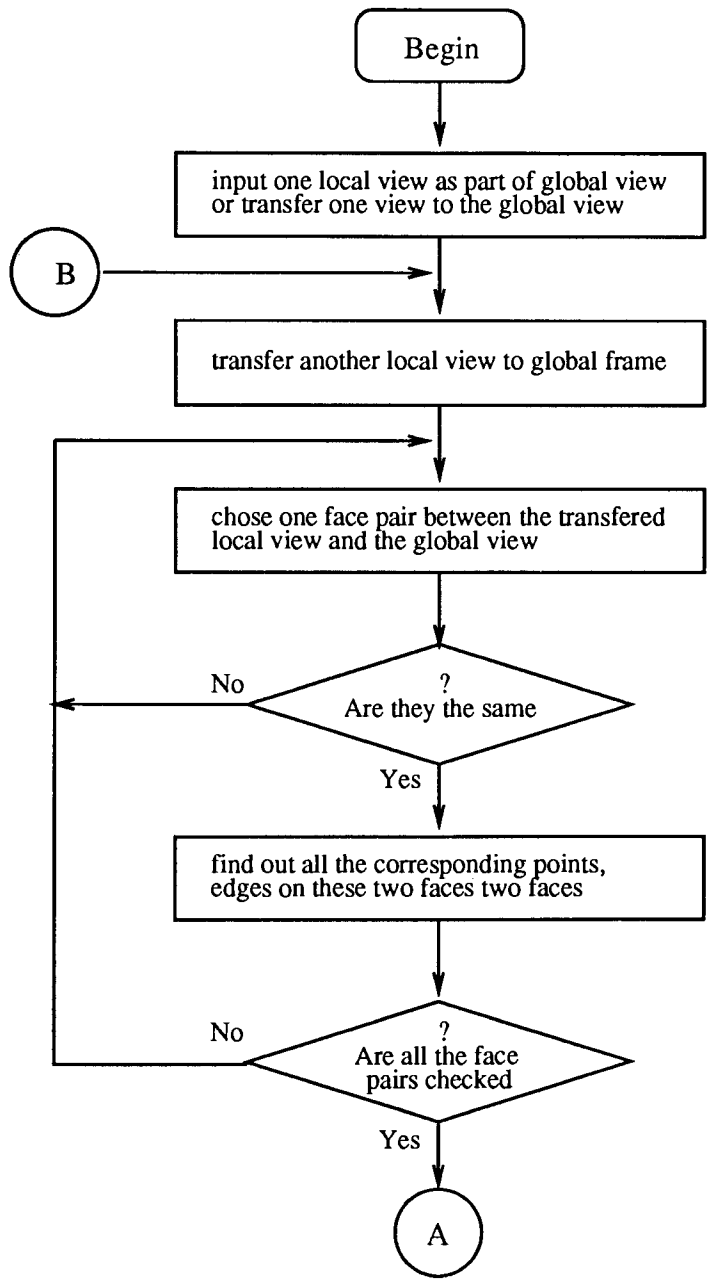 Begin
input one local view as part of global view
or transfer one view to the global view
B
transfer another local view to global frame
chose one face pair between the transfered
local view and the global view
No
?
Are they the same
Yes
find out all the corresponding points,
edges on these two faces two faces
No
?
Are all the face
pairs checked
Yes
A